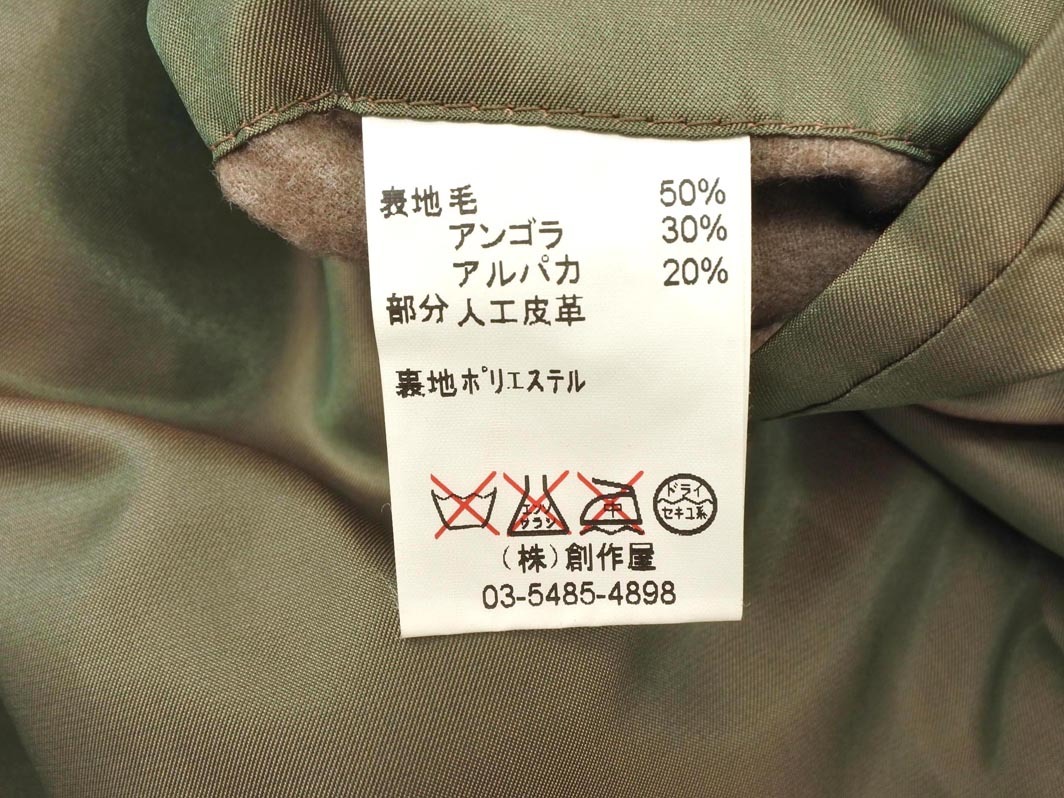 表地 毛 50%
アンゴラ 30%
アルパカ 20%
部分 人工皮革
裏地 ポリエステル
エンソ
サラシ
中
ドライ
セキユ系
(株)創作屋
03-5485-4898